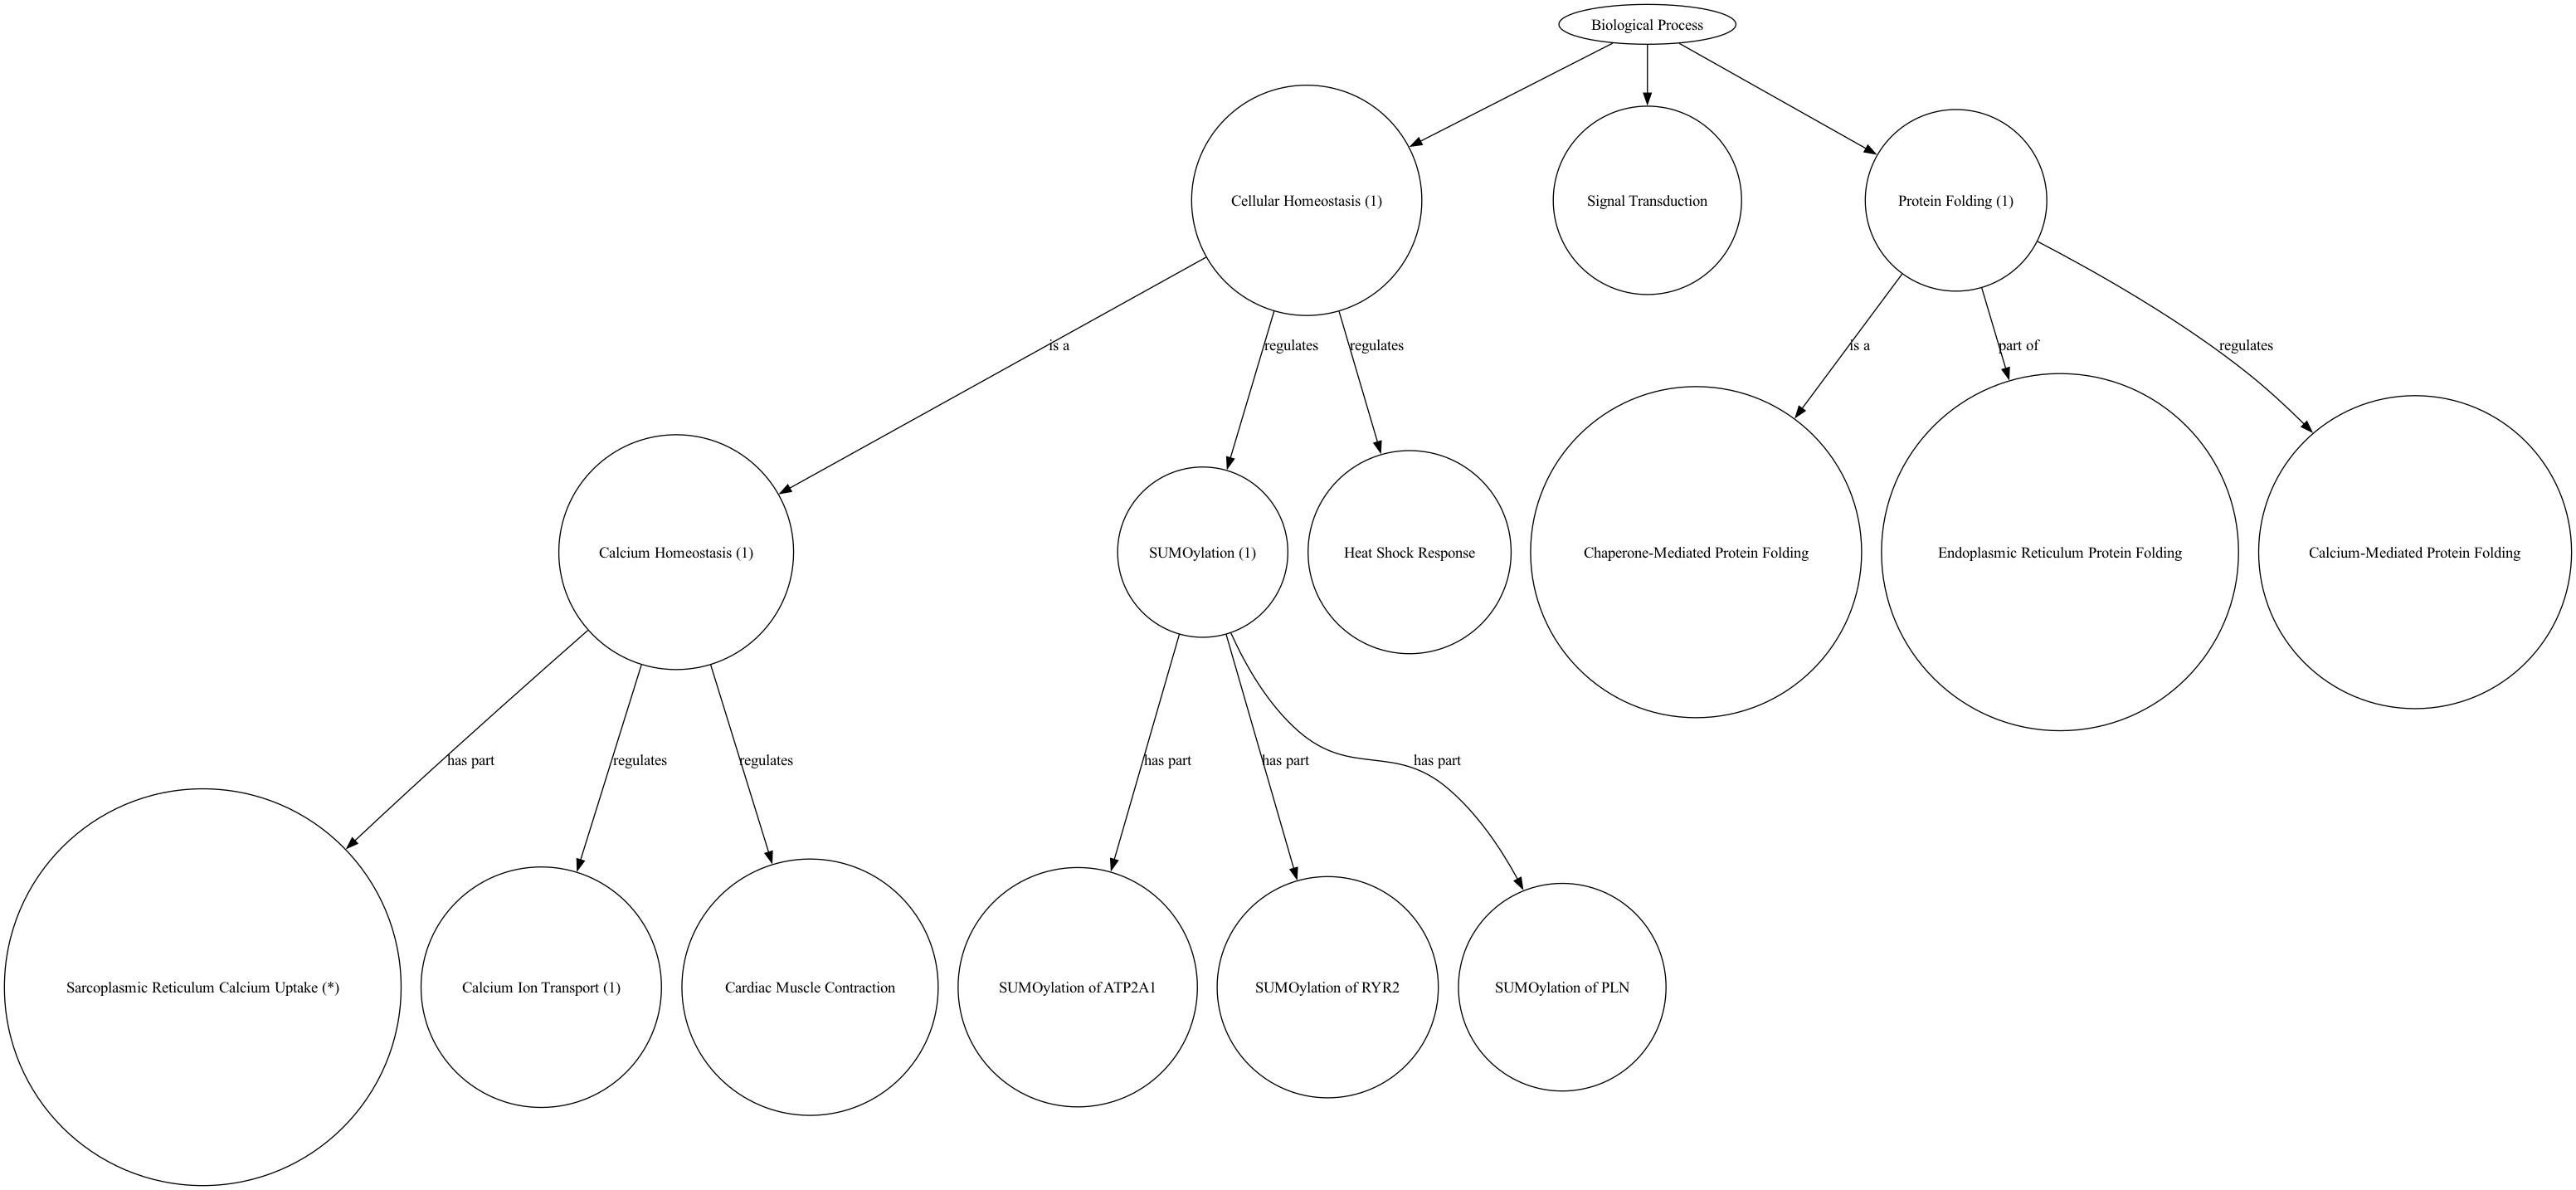 Biological Process
Cellular Homeostasis (1)
Signal Transduction
Protein Folding (1)
is a
regulates
regulates
is a
part of
regulates
Calcium Homeostasis (1)
SUMOylation (1)
Heat Shock Response
Chaperone-Mediated Protein Folding
Endoplasmic Reticulum Protein Folding
Calcium-Mediated Protein Folding
has part
regulates
regulates
has part
has part
has part
Sarcoplasmic Reticulum Calcium Uptake (*)
Calcium Ion Transport (1)
Cardiac Muscle Contraction
SUMOylation of ATP2A1
SUMOylation of RYR2
SUMOylation of PLN